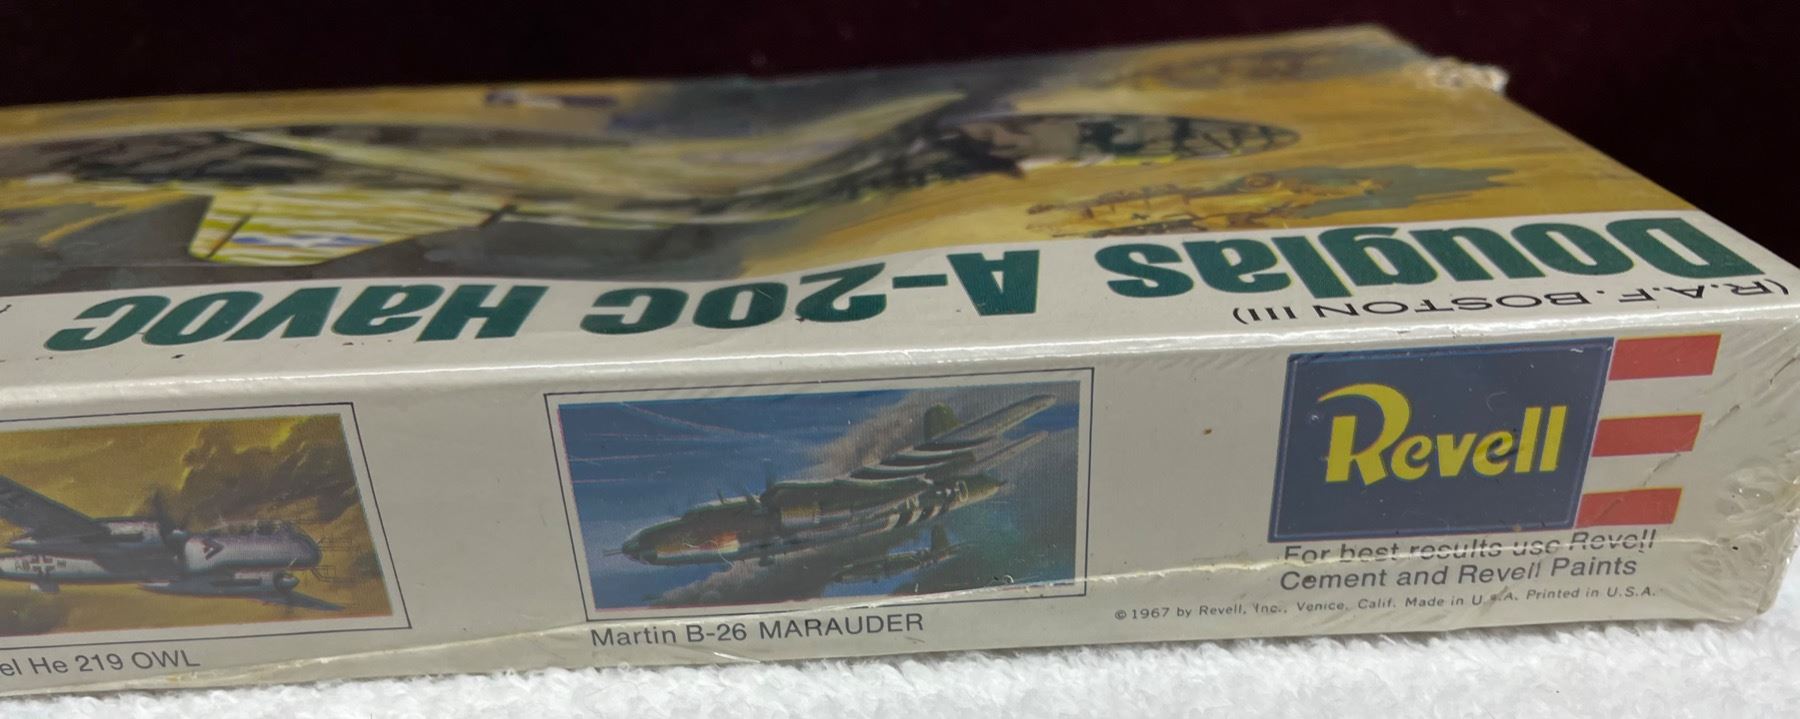 Douglas A-20c Havoc
(R.A.F. BOSTON III)
Revell
For best results use Revell
Cement and Revell Paints
©1967 by Revell, Inc., Venice, Calif. Made in U.S.A. Printed in U.S.A.
Martin B-26 MARAUDER
el He 219 OWL